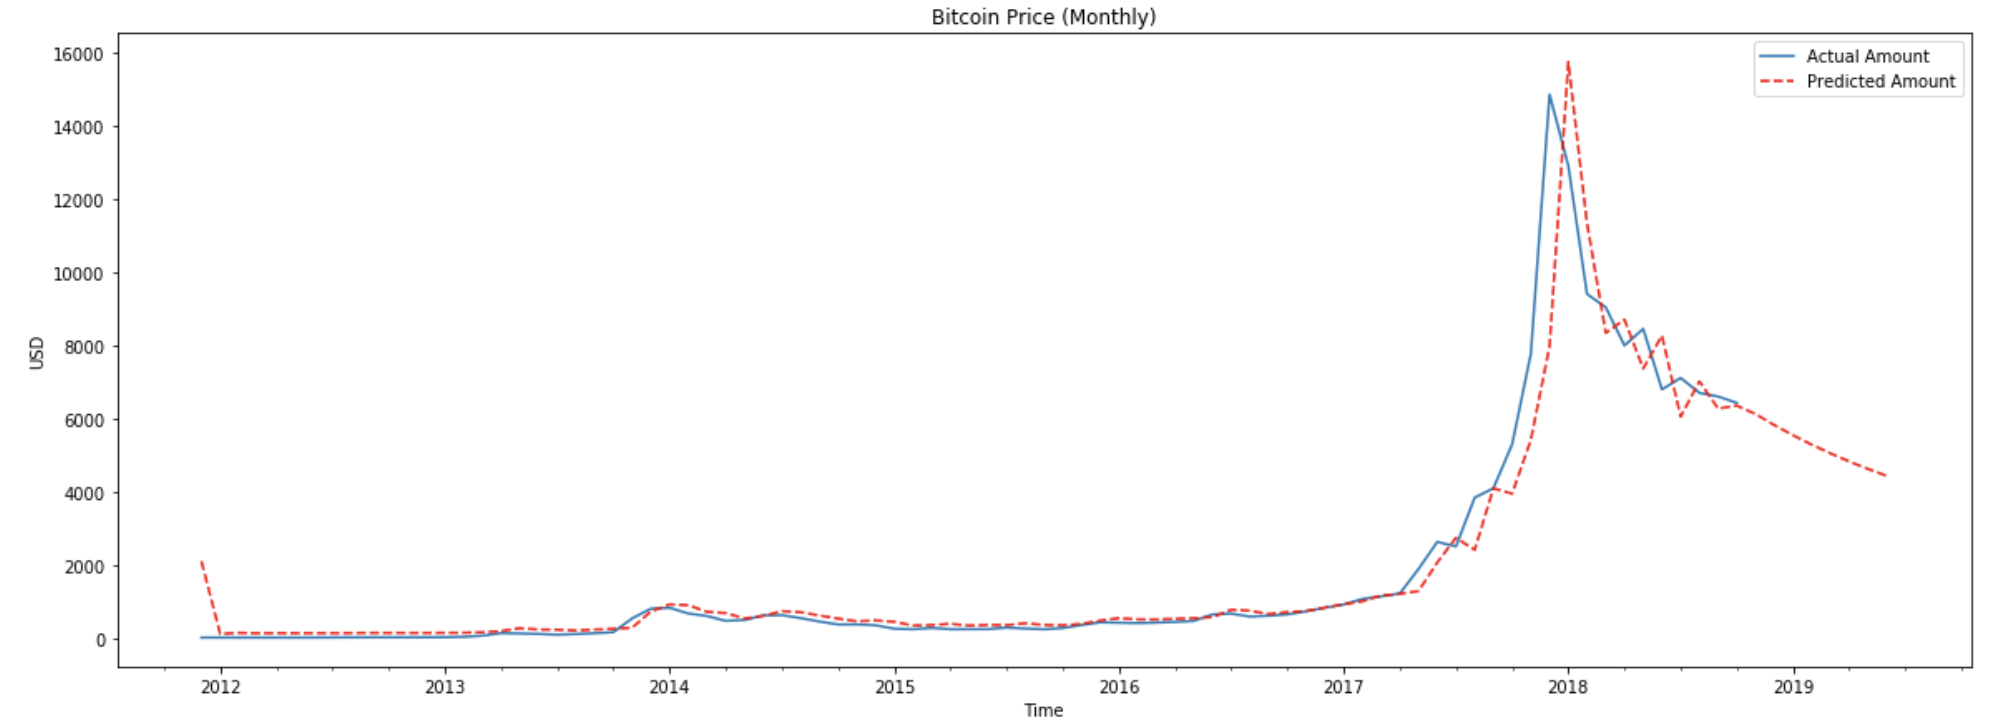 Bitcoin Price (Monthly)
Actual Amount
Predicted Amount
16000
14000
12000
10000
8000
6000
4000
2000
0
USD
2012 2013 2014 2015 2016 2017 2018 2019
Time